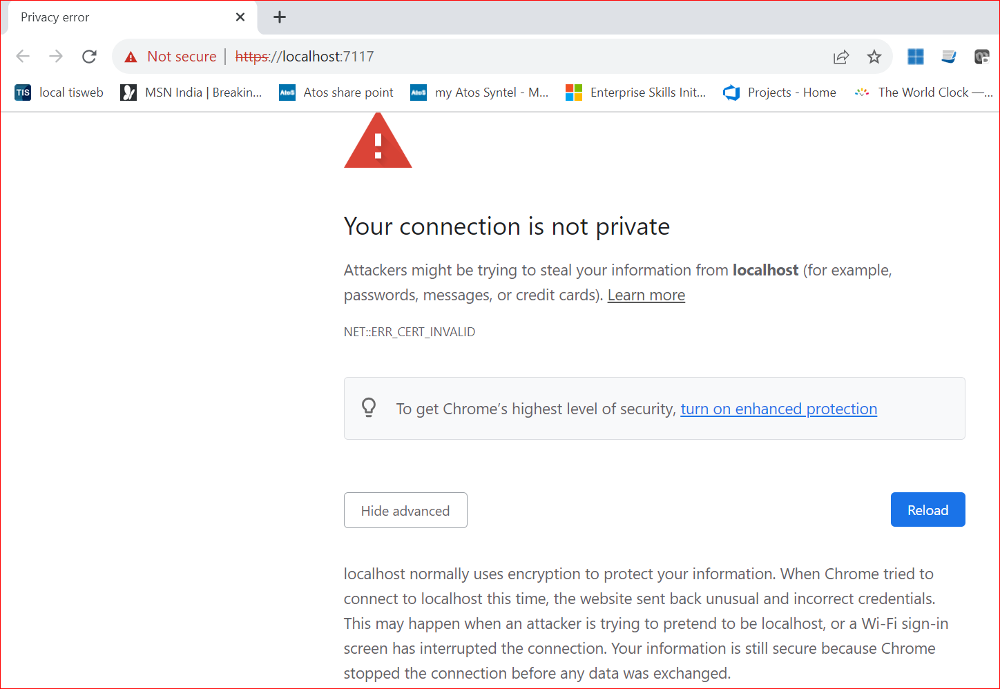 Privacy error
Not secure | https://localhost:7117
TIS local tisweb MSN India | Breakin... AtoS Atos share point AtoS my Atos Syntel - M... Enterprise Skills Init... Projects - Home The World Clock —...
Your connection is not private
Attackers might be trying to steal your information from localhost (for example,
passwords, messages, or credit cards). Learn more
NET::ERR_CERT_INVALID
To get Chrome’s highest level of security, turn on enhanced protection
Hide advanced
Reload
localhost normally uses encryption to protect your information. When Chrome tried to
connect to localhost this time, the website sent back unusual and incorrect credentials.
This may happen when an attacker is trying to pretend to be localhost, or a Wi-Fi sign-in
screen has interrupted the connection. Your information is still secure because Chrome
stopped the connection before any data was exchanged.